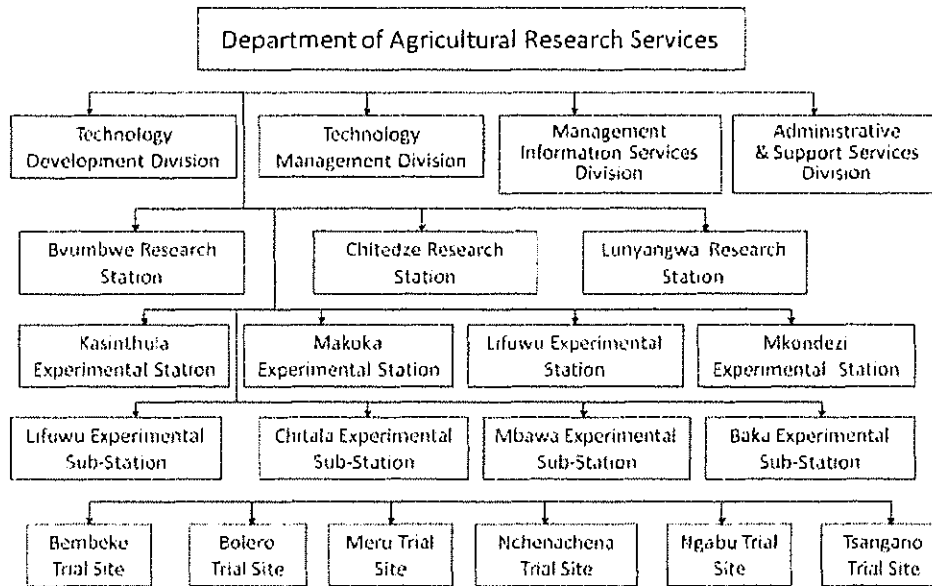 Department of Agricultural Research Services
Technology
Development Division
Technology
Management Division
Management
Information Services
Division
Administrative
& Support Services
Division
Bvumbwe Research
Station
Chitedze Research
Station
Lunyangwa Research
Station
Kasinthula
Experimental Station
Makoka
Experimental Station
Lifuwu Experimental
Station
Mkondezi
Experimental Station
Lifuwu Experimental
Sub-Station
Chitala Experimental
Sub-Station
Mbawa Experimental
Sub-Station
Baka Experimental
Sub-Station
Bembeke
Trial Site
Bolero
Trial Site
Meru Trial
Site
Nchenachena
Trial Site
Ngabu Trial
Site
Tsangano
Trial Site